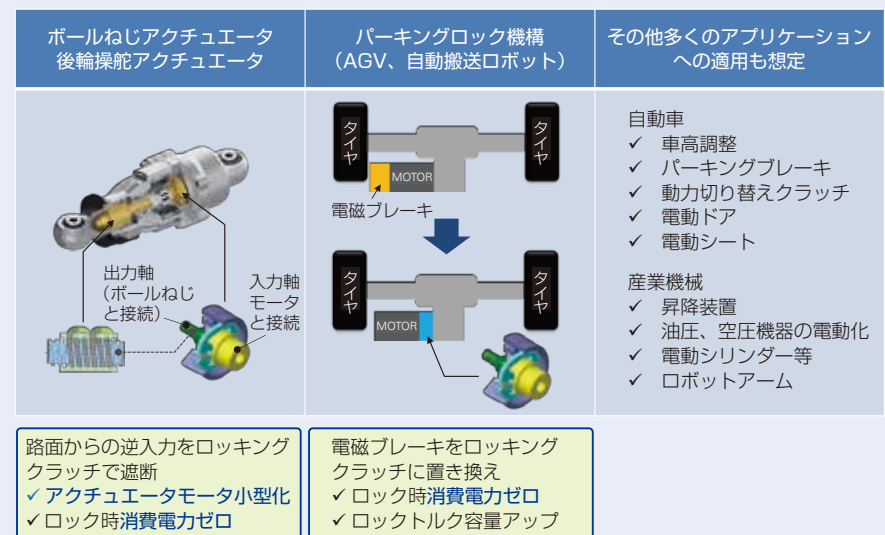 ボールねじアクチュエータ
後輪操舵アクチュエータ
パーキングロック機構
（AGV、自動搬送ロボット）
その他多くのアプリケーション
への適用も想定
出力軸
（ボールねじ
と接続）
入力軸
モータ
と接続
タイヤ
タイヤ
MOTOR
電磁ブレーキ
タイヤ
タイヤ
MOTOR
自動車
✓ 車高調整
✓ パーキングブレーキ
✓ 動力切り替えクラッチ
✓ 電動ドア
✓ 電動シート
産業機械
✓ 昇降装置
✓ 油圧、空圧機器の電動化
✓ 電動シリンダー等
✓ ロボットアーム
路面からの逆入力をロッキング
クラッチで遮断
✓ アクチュエータモータ小型化
✓ ロック時消費電力ゼロ
電磁ブレーキをロッキング
クラッチに置き換え
✓ ロック時消費電力ゼロ
✓ ロックトルク容量アップ